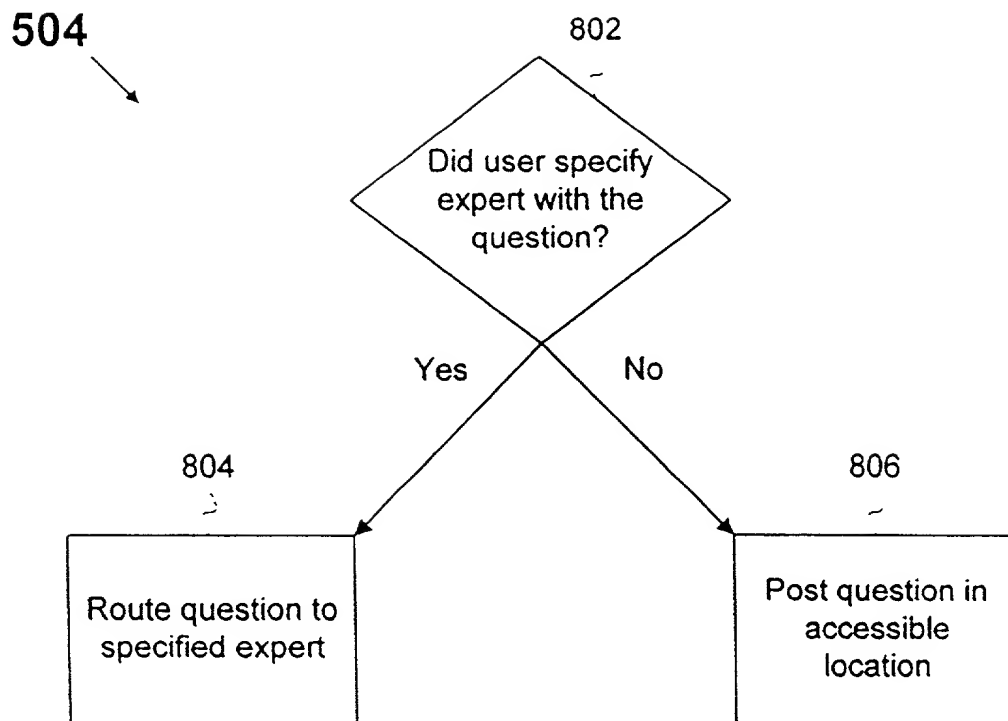 504
802
Did user specify
expert with the
question?
Yes
No
804
806
Route question to
specified expert
Post question in
accessible
location